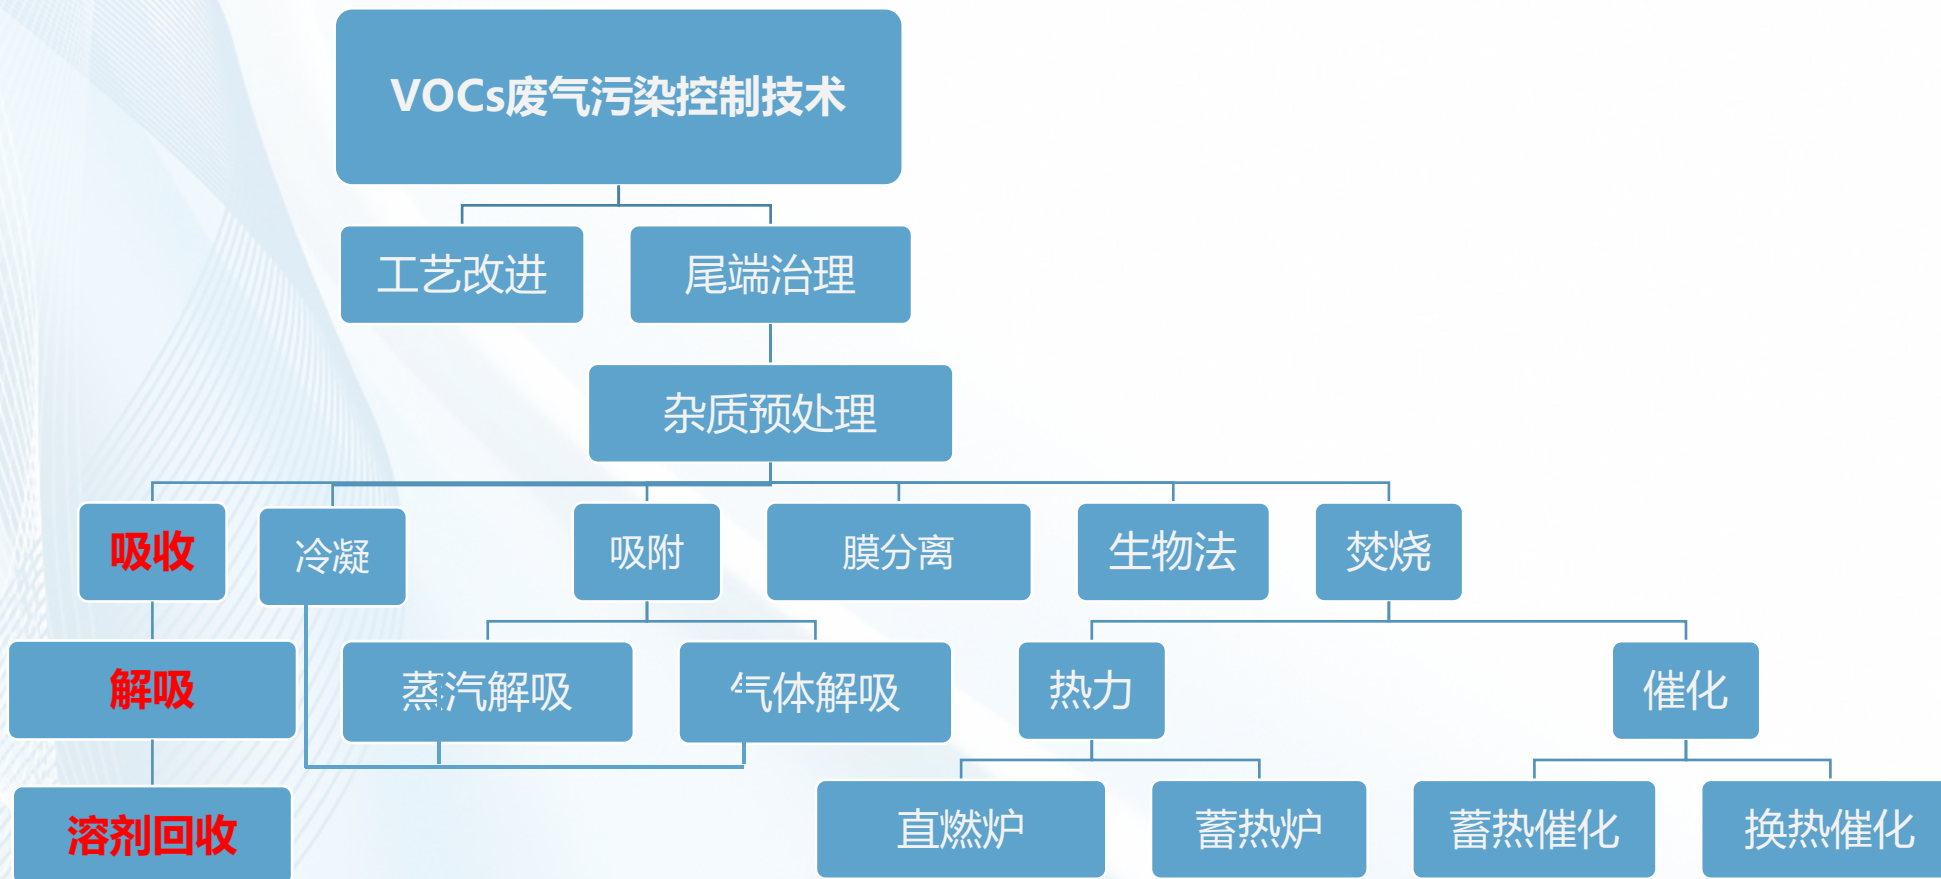 VOCs废气污染控制技术
工艺改进
尾端治理
杂质预处理
吸收
冷凝
吸附
膜分离
生物法
焚烧
解吸
蒸汽解吸
气体解吸
热力
催化
溶剂回收
直燃炉
蓄热炉
蓄热催化
换热催化